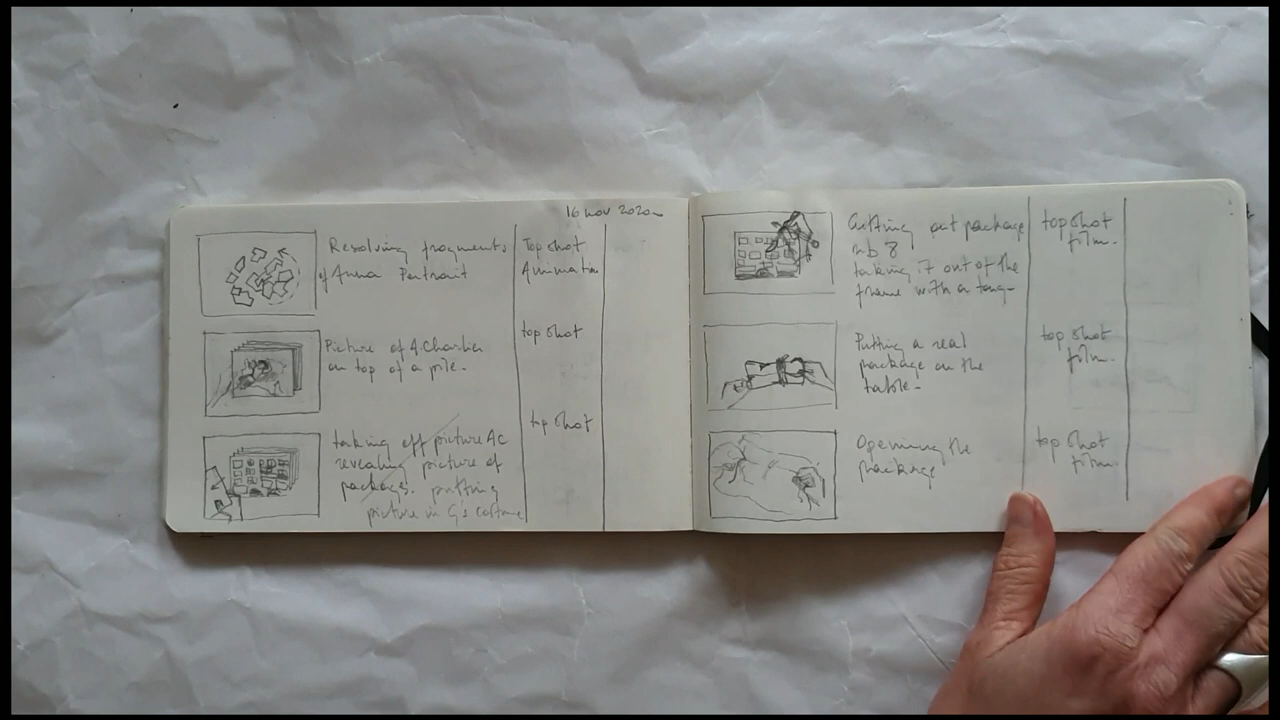 16 nov 2020
Revolving fragments
of Anna Portrait
Top shot
Animation
Picture of A. Charlier
on top of a pile.
top shot
taking off picture Ac
revealing picture of
package. putting
picture in G's costume
top shot
Cutting out package
nb 8
taking it out of the
frame with a tong.
top shot
film.
Putting a real
package on the
table.
top shot
film.
Opening the
package
top shot
film.